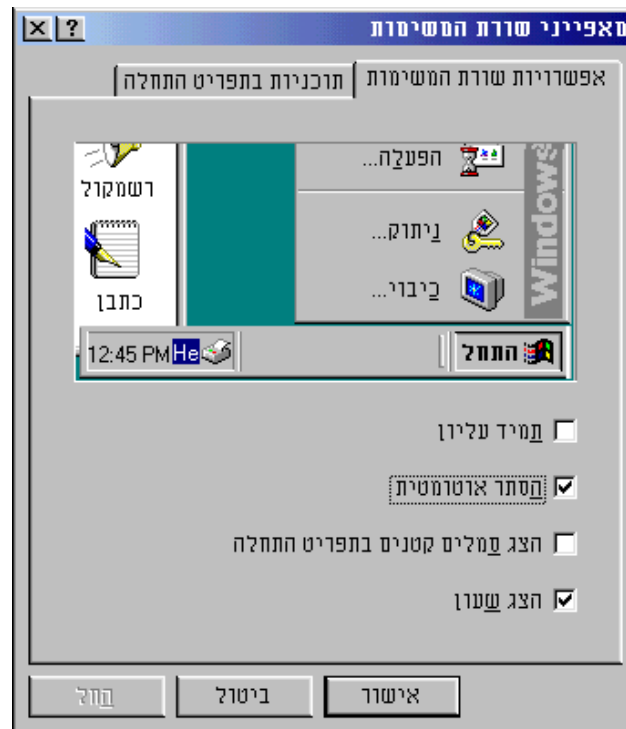 מאפייני שורת המשימות
אפשרויות שורת המשימות
תוכניות בתפריט התחלה
הפעלה...
רשמקול
ניתוק...
כיבוי...
כתבן
Windows
התחל
He
12:45 PM
תמיד עליון
הסתר אוטומטית
הצג סמלים קטנים בתפריט התחלה
הצג שעון
אישור
ביטול
החל